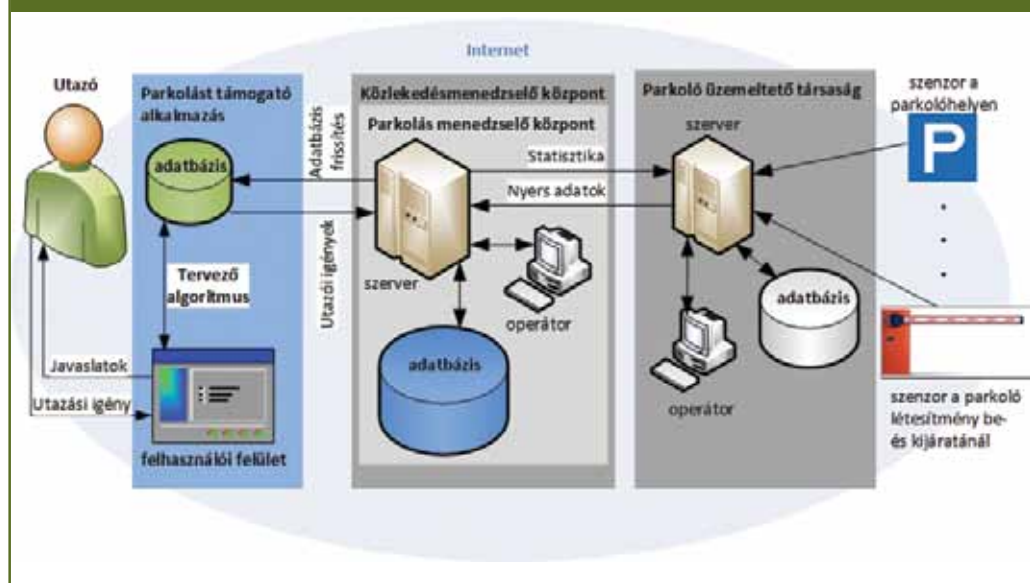 Internet
Utazó
Parkolást támogató
alkalmazás
adatbázis
Tervező
algoritmus
Javaslatok
Utazási igény
felhasználói felület
Adatbázis
frissítés
Utazói igények
Közlekedésmenedzselő központ
Parkolás menedzselő központ
szerver
operátor
adatbázis
Statisztika
Nyers adatok
Parkoló üzemeltető társaság
szerver
adatbázis
operátor
szenzor a
parkolóhelyen
P
szenzor a parkoló
létesítmény be-
és kijáratánál